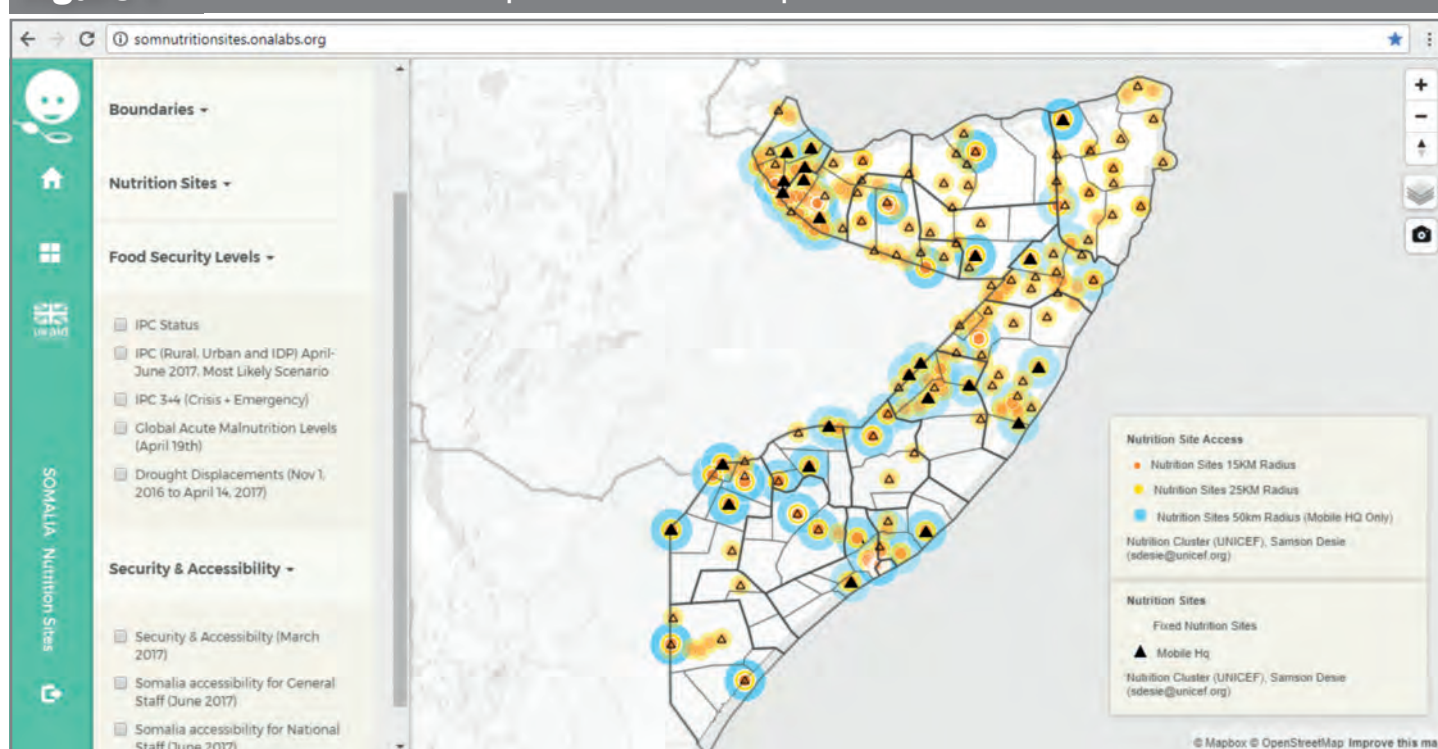 somnutritionsites.onalabs.org
ukaid
SOMALIA Nutrition Sites
Boundaries
Nutrition Sites
Food Security Levels
IPC Status
IPC (Rural, Urban and IDP) April-
June 2017, Most Likely Scenario
IPC 3+4 (Crisis + Emergency)
Global Acute Malnutrition Levels
(April 19th)
Drought Displacements (Nov 1,
2016 to April 14, 2017)
Security & Accessibility
Security & Accessibilty (March
2017)
Somalia accessibility for General
Staff (June 2017)
Somalia accessibility for National
Staff (June 2017)
Nutrition Site Access
Nutrition Sites 15KM Radius
Nutrition Sites 25KM Radius
Nutrition Sites 50km Radius (Mobile HQ Only)
Nutrition Cluster (UNICEF), Samson Desie
(sdesie@unicef.org)
Nutrition Sites
Fixed Nutrition Sites
Mobile Hq
Nutrition Cluster (UNICEF), Samson Desie
(sdesie@unicef.org)
© Mapbox © OpenStreetMap Improve this ma